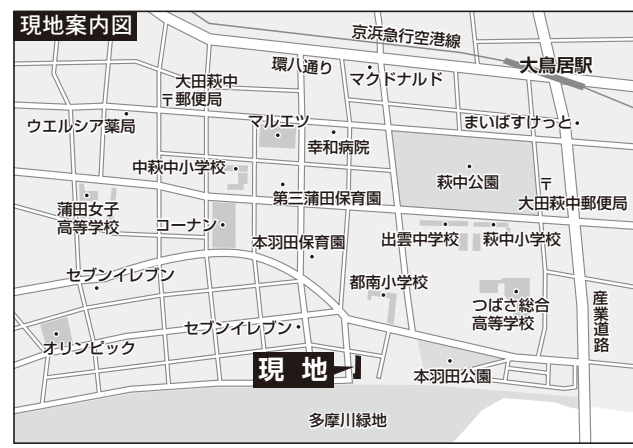 現地案内図
京浜急行空港線
大鳥居駅
環八通り
マクドナルド
大田萩中
〒郵便局
ウエルシア薬局
マルエツ
幸和病院
まいばすけっと
中萩中小学校
萩中公園
〒
大田萩中郵便局
第三蒲田保育園
蒲田女子
高等学校
コーナン
本羽田保育園
出雲中学校
萩中小学校
セブンイレブン
都南小学校
つばさ総合
高等学校
産業道路
セブンイレブン
オリンピック
現地
本羽田公園
多摩川緑地